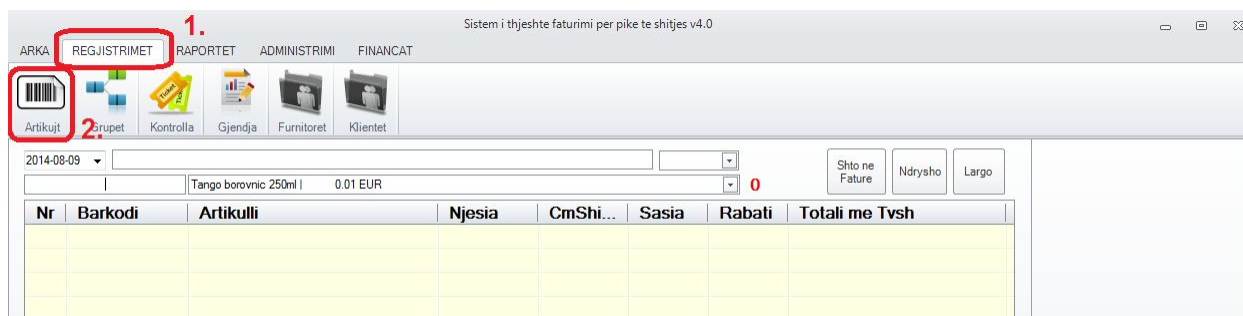 Sistem i thjeshte faturimi per pike te shitjes v4.0
1.
ARKA REGJISTRIMET RAPORTET ADMINISTRIMI FINANCAT
Ticket Ticket
Artikujt 2. Grupet Kontrolla Gjendja Furnitoret Klientet
2014-08-09
Shto ne Fature Ndrysho Largo
Tango borovnic 250ml | 0.01 EUR 0
Nr Barkodi Artikulli Njesia CmShi... Sasia Rabati Totali me Tvsh